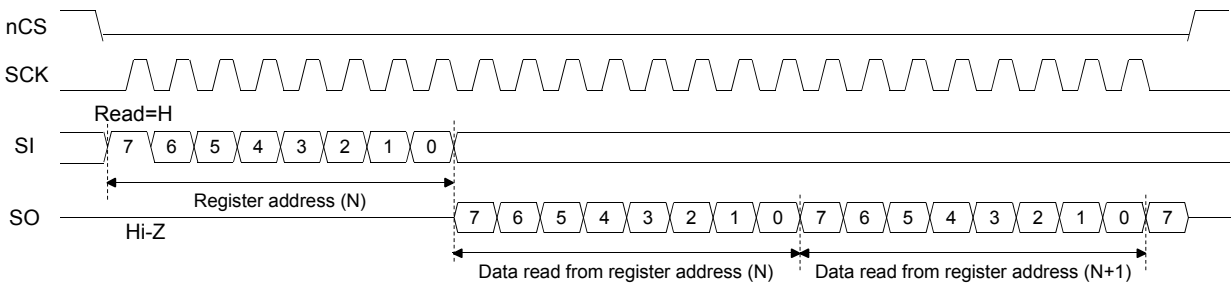 nCS
SCK
Read=H
SI 7 6 5 4 3 2 1 0
Register address (N)
SO 7 6 5 4 3 2 1 0 7 6 5 4 3 2 1 0 7
Hi-Z
Data read from register address (N) Data read from register address (N+1)